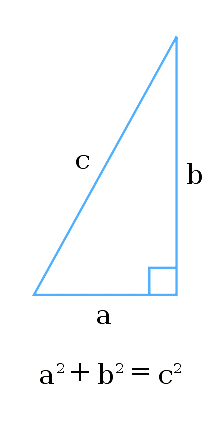 c
b
a
a² + b² = c²